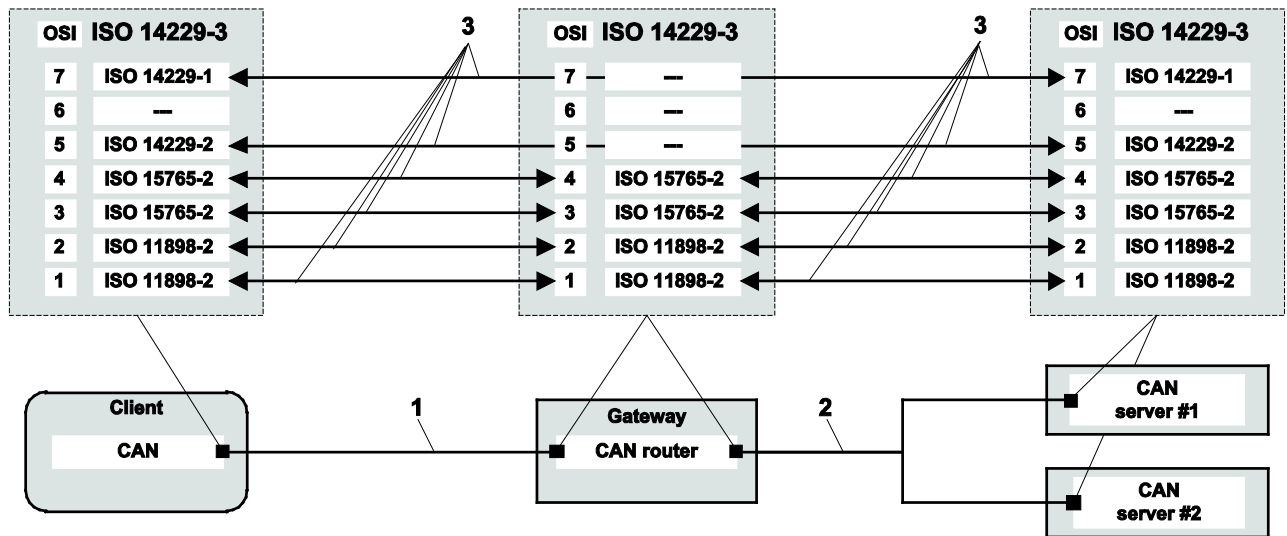 OSI ISO 14229-3 3 OSI ISO 14229-3 3 OSI ISO 14229-3
7 ISO 14229-1 7 --- 7 ISO 14229-1
6 --- 6 --- 6 ---
5 ISO 14229-2 5 --- 5 ISO 14229-2
4 ISO 15765-2 4 ISO 15765-2 4 ISO 15765-2
3 ISO 15765-2 3 ISO 15765-2 3 ISO 15765-2
2 ISO 11898-2 2 ISO 11898-2 2 ISO 11898-2
1 ISO 11898-2 1 ISO 11898-2 1 ISO 11898-2
Client
CAN
1
Gateway
CAN router
2
CAN
server #1
CAN
server #2